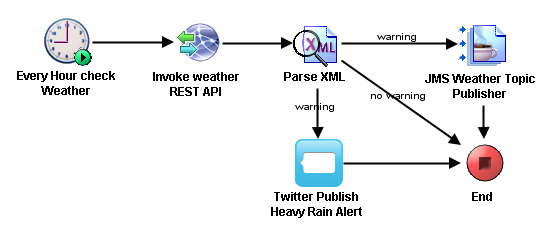 warning
XML
Every Hour check
Weather
Invoke weather
REST API
Parse XML
JMS Weather Topic
Publisher
no warning
warning
Twitter Publish
Heavy Rain Alert
End